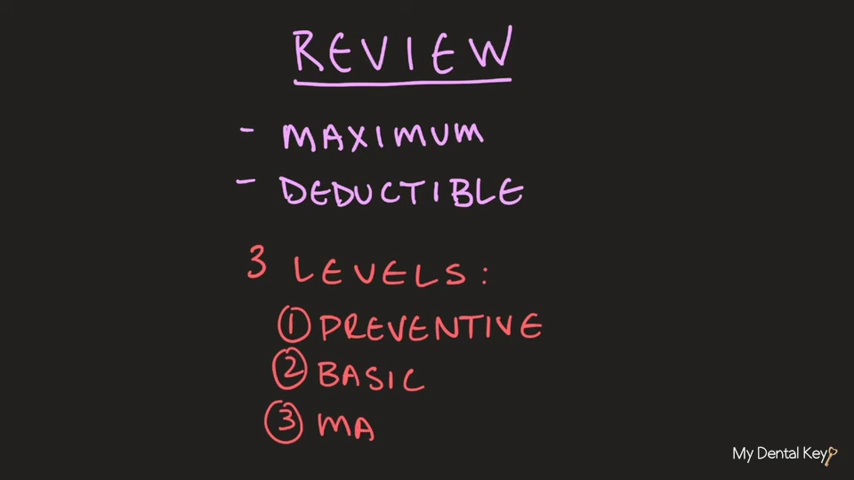 REVIEW
- MAXIMUM
- DEDUCTIBLE
3 LEVELS:
① PREVENTIVE
② BASIC
③ MA
My Dental Key